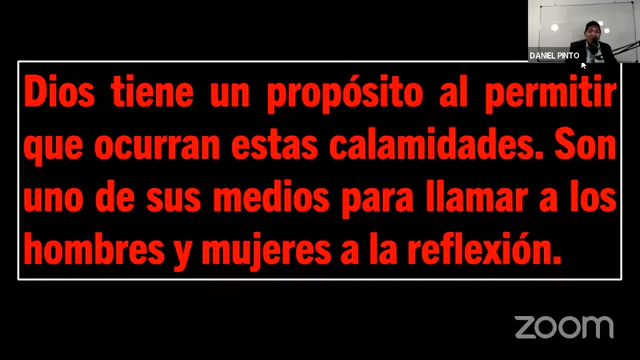 DANIEL PINTO
Dios tiene un propósito al permitir
que ocurran estas calamidades. Son
uno de sus medios para llamar a los
hombres y mujeres a la reflexión.
zoom